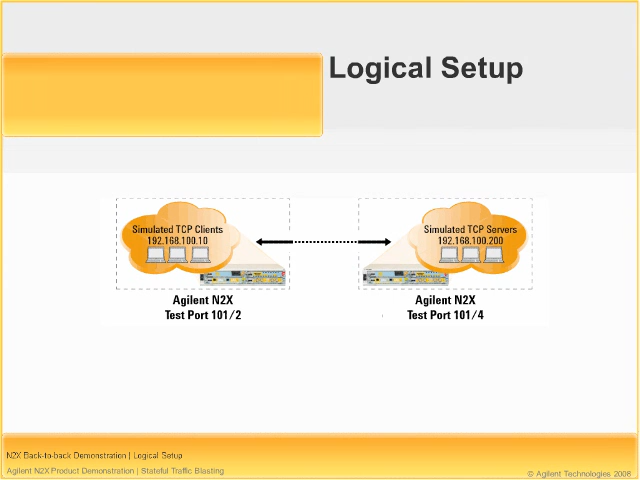 Logical Setup
Simulated TCP Clients
192.168.100.10
Simulated TCP Servers
192.168.100.200
Agilent N2X
Test Port 101/2
Agilent N2X
Test Port 101/4
N2X Back-to-back Demonstration | Logical Setup
Agilent N2X Product Demonstration | Stateful Traffic Blasting
© Agilent Technologies 2008